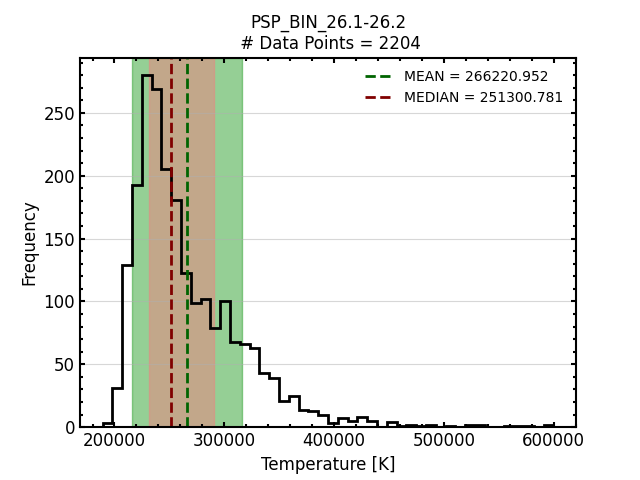 PSP_BIN_26.1-26.2
# Data Points = 2204
MEAN = 266220.952
MEDIAN = 251300.781
Frequency
250
200
150
100
50
0
200000 300000 400000 500000 600000
Temperature [K]